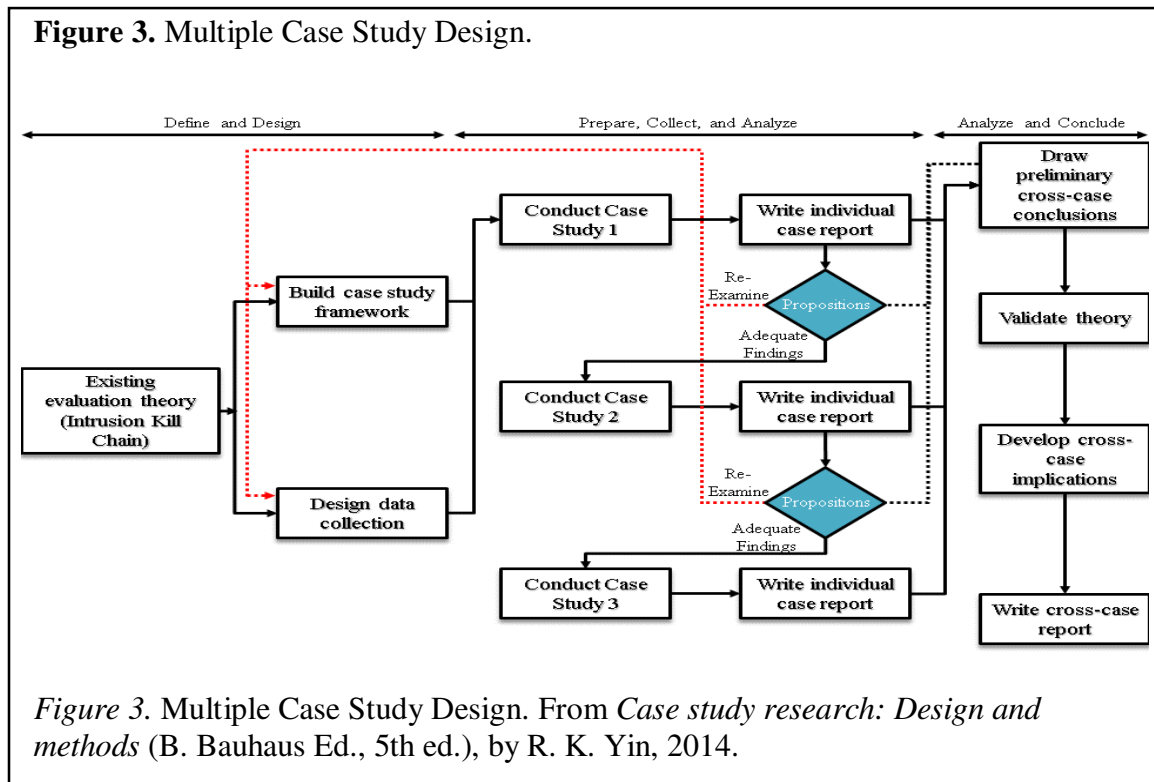 Figure 3. Multiple Case Study Design.
Define and Design
Prepare, Collect, and Analyze
Analyze and Conclude
Existing
evaluation theory
(Intrusion Kill
Chain)
Build case study
framework
Design data
collection
Conduct Case
Study 1
Write individual
case report
Re-
Examine
Propositions
Adequate
Findings
Conduct Case
Study 2
Write individual
case report
Re-
Examine
Propositions
Adequate
Findings
Conduct Case
Study 3
Write individual
case report
Draw
preliminary
cross-case
conclusions
Validate theory
Develop cross-
case
implications
Write cross-case
report
Figure 3. Multiple Case Study Design. From Case study research: Design and
methods (B. Bauhaus Ed., 5th ed.), by R. K. Yin, 2014.